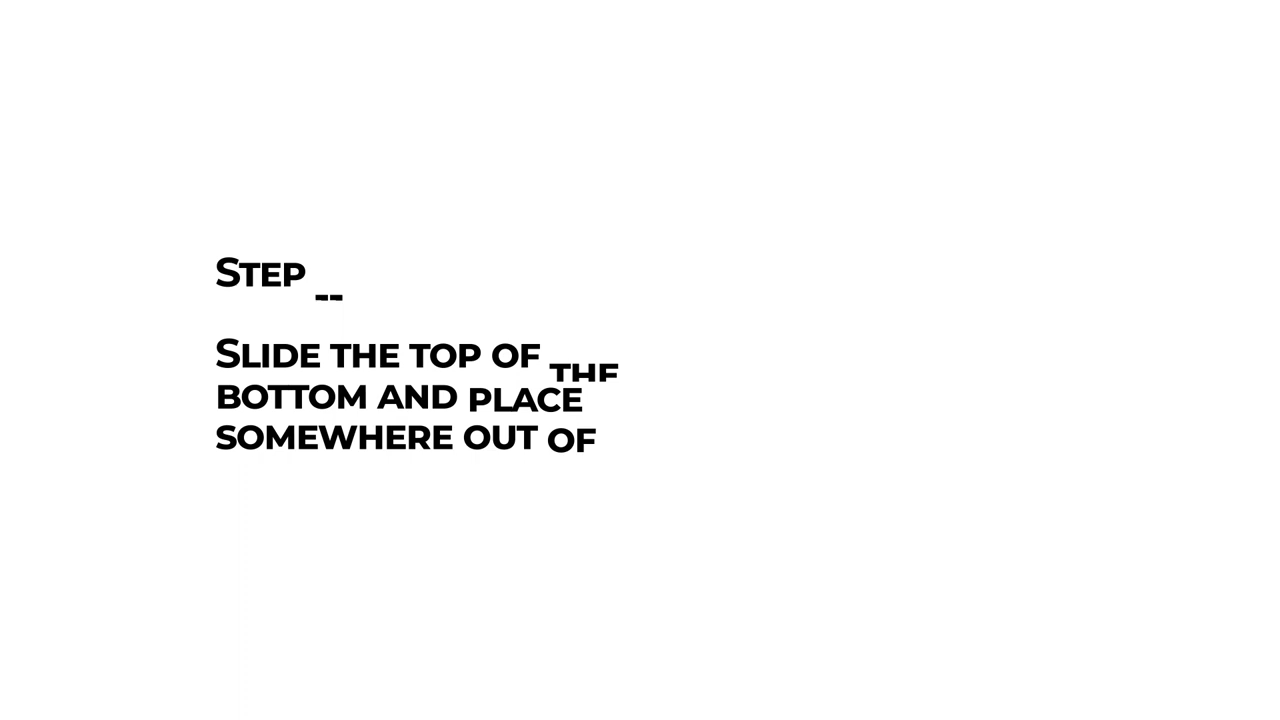 Step
Slide the top of the
bottom and place
somewhere out of